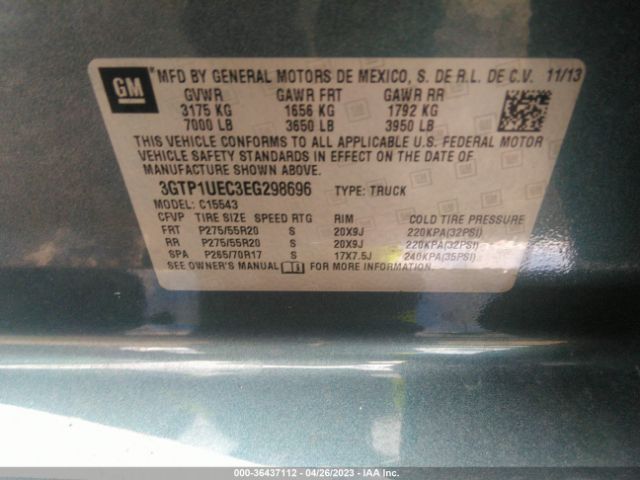 GM MFD BY GENERAL MOTORS DE MEXICO, S. DE R.L. DE C.V. 11/13
GVWR GAWR FRT GAWR RR
3175 KG 1656 KG 1792 KG
7000 LB 3650 LB 3950 LB
THIS VEHICLE CONFORMS TO ALL APPLICABLE U.S. FEDERAL MOTOR
VEHICLE SAFETY STANDARDS IN EFFECT ON THE DATE OF
MANUFACTURE SHOWN ABOVE.
3GTP1UEC3EG298696 TYPE: TRUCK
MODEL: C15543
CFVP TIRE SIZE SPEED RTG RIM COLD TIRE PRESSURE
FRT P275/55R20 S 20X9J 220KPA(32PSI)
RR P275/55R20 S 20X9J 220KPA(32PSI)
SPA P265/70R17 S 17X7.5J 240KPA(35PSI)
SEE OWNER'S MANUAL FOR MORE INFORMATION.
000-36437112 - 04/26/2023 - IAA Inc.